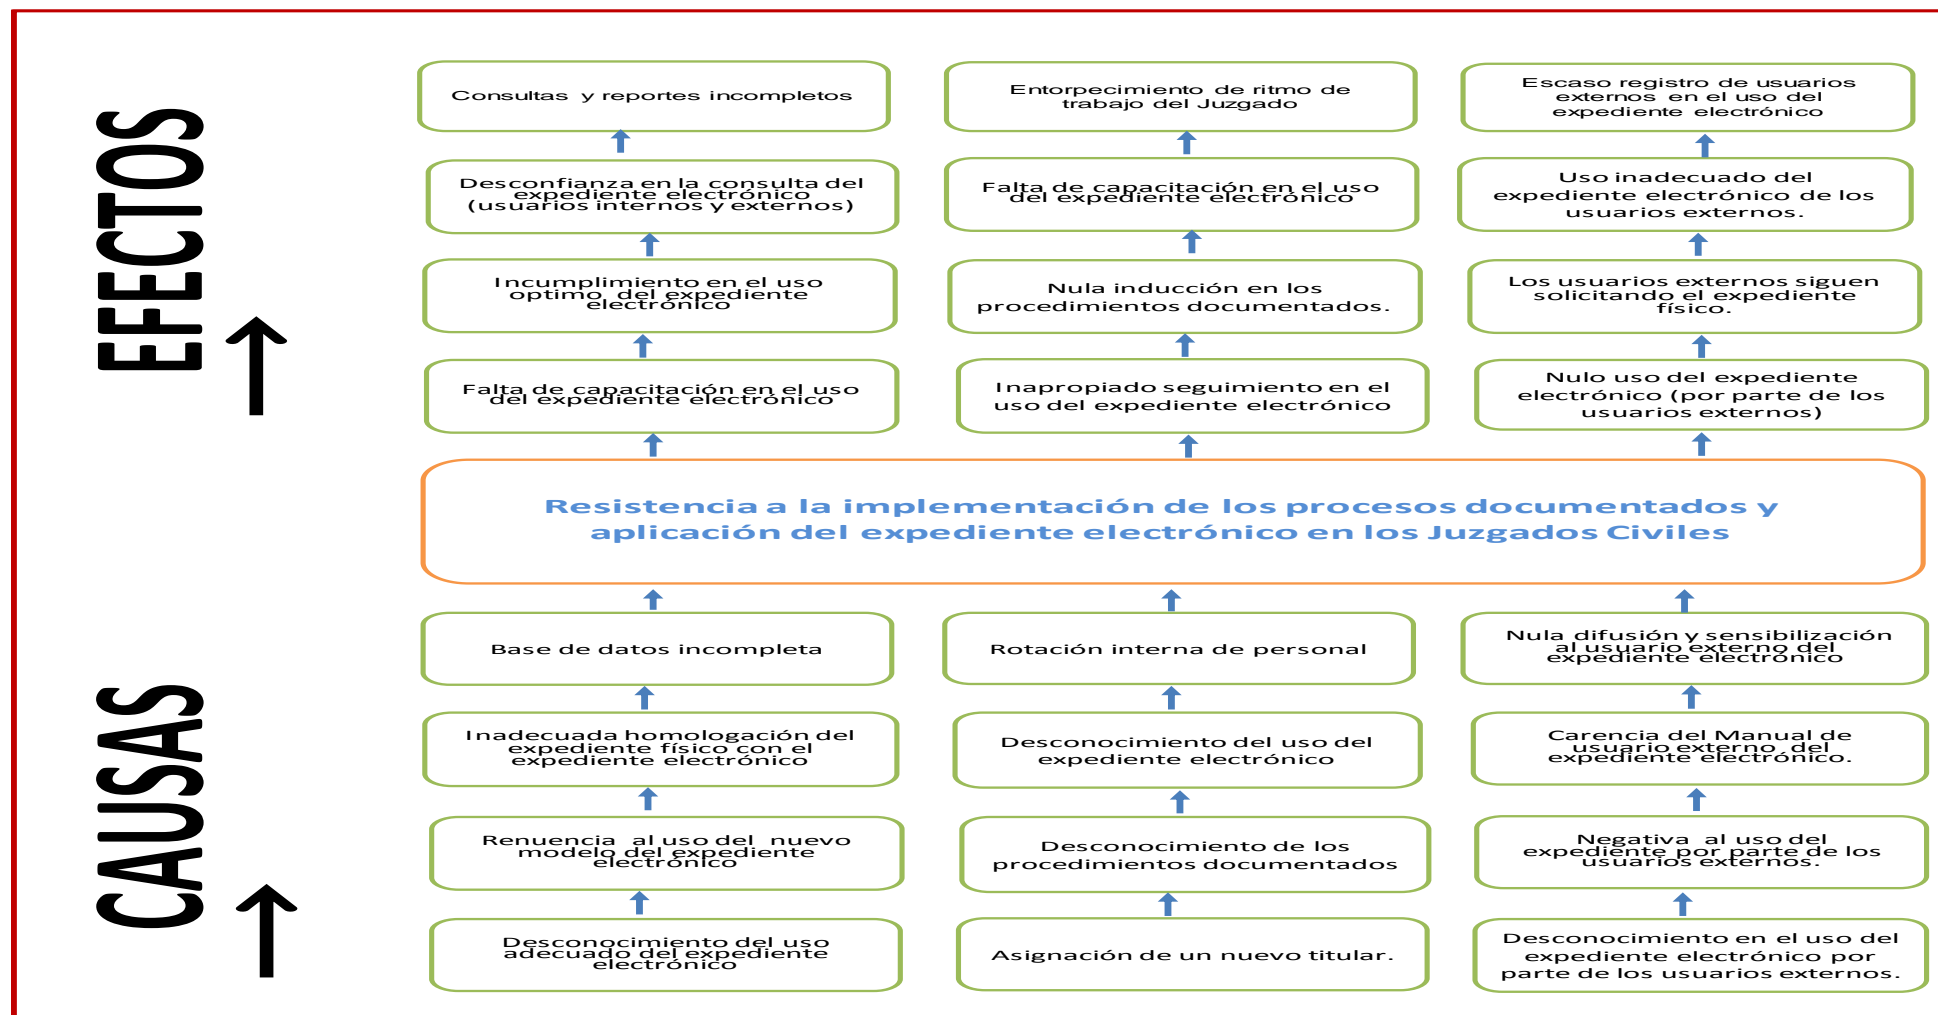 EFECTOS
Consultas y reportes incompletos
Entorpecimiento de ritmo de
trabajo del Juzgado
Escaso registro de usuarios
externos en el uso del
expediente electrónico
Desconfianza en la consulta del
expediente electrónico
(usuarios internos y externos)
Falta de capacitación en el uso
del expediente electrónico
Uso inadecuado del
expediente electrónico de los
usuarios externos.
Incumplimiento en el uso
optimo del expediente
electrónico
Nula inducción en los
procedimientos documentados.
Los usuarios externos siguen
solicitando el expediente
físico.
Falta de capacitación en el uso
del expediente electrónico
Inapropiado seguimiento en el
uso del expediente electrónico
Nulo uso del expediente
electrónico (por parte de los
usuarios externos)
Resistencia a la implementación de los procesos documentados y
aplicación del expediente electrónico en los Juzgados Civiles
CAUSAS
Base de datos incompleta
Rotación interna de personal
Nula difusión y sensibilización
al usuario externo del
expediente electrónico
Inadecuada homologación del
expediente físico con el
expediente electrónico
Desconocimiento del uso del
expediente electrónico
Carencia del Manual de
usuario externo del
expediente electrónico.
Renuencia al uso del nuevo
modelo del expediente
electrónico
Desconocimiento de los
procedimientos documentados
Negativa al uso del
expediente por parte de los
usuarios externos.
Desconocimiento del uso
adecuado del expediente
electrónico
Asignación de un nuevo titular.
Desconocimiento en el uso del
expediente electrónico por
parte de los usuarios externos.